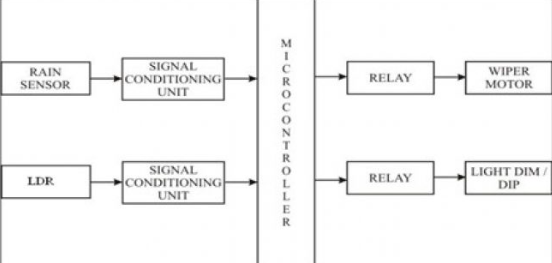 RAIN
SENSOR
SIGNAL
CONDITIONING
UNIT
MICROCONTROLLER
RELAY
WIPER
MOTOR
LDR
SIGNAL
CONDITIONING
UNIT
RELAY
LIGHT DIM /
DIP